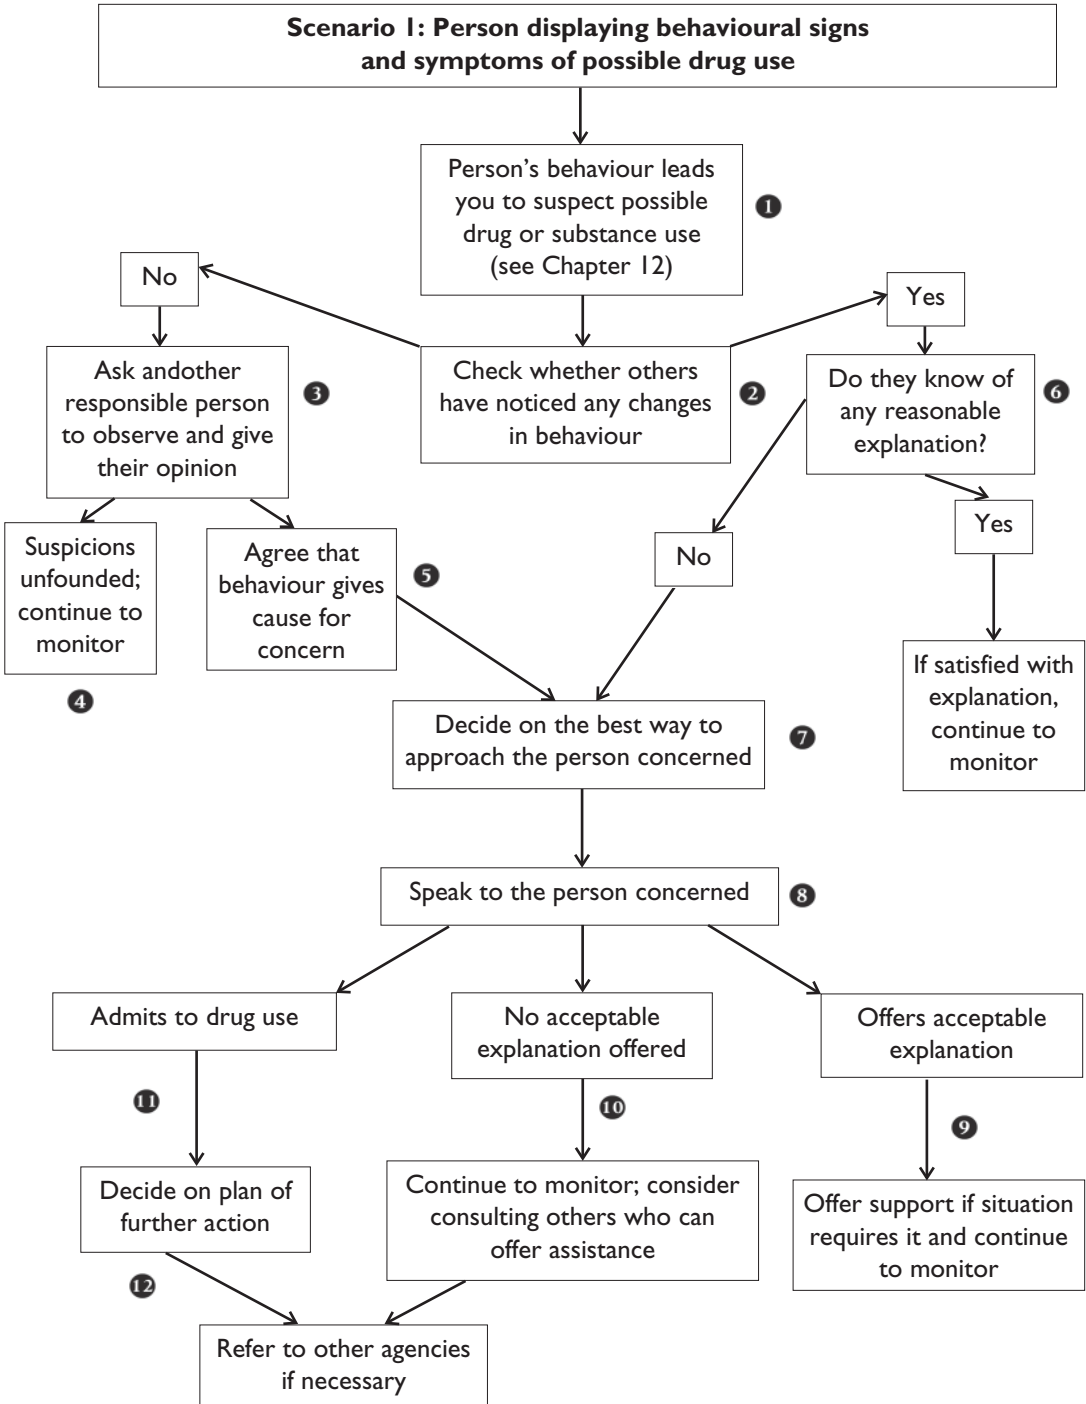 Scenario 1: Person displaying behavioural signs
and symptoms of possible drug use
Person's behaviour leads
you to suspect possible
drug or substance use
(see Chapter 12)
1
No
Yes
Check whether others
have noticed any changes
in behaviour
2
Ask andother
responsible person
to observe and give
their opinion
3
Do they know of
any reasonable
explanation?
6
Suspicions
unfounded;
continue to
monitor
4
Agree that
behaviour gives
cause for
concern
5
No
Yes
If satisfied with
explanation,
continue to
monitor
Decide on the best way to
approach the person concerned
7
Speak to the person concerned
8
Admits to drug use
No acceptable
explanation offered
Offers acceptable
explanation
11
10
9
Decide on plan of
further action
Continue to monitor; consider
consulting others who can
offer assistance
Offer support if situation
requires it and continue
to monitor
12
Refer to other agencies
if necessary